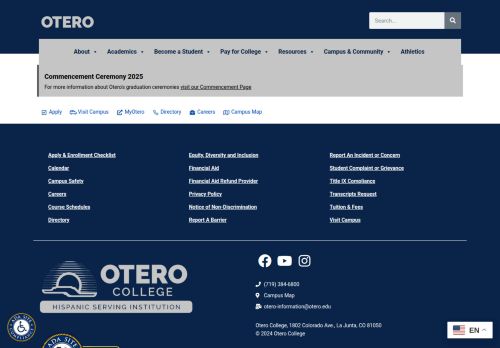 OTERO
Search...
About Academics Become a Student Pay for College Resources Campus & Community Athletics
Commencement Ceremony 2025
For more information about Otero's graduation ceremonies visit our Commencement Page
Apply Visit Campus MyOtero Directory Careers Campus Map
Apply & Enrollment Checklist
Calendar
Campus Safety
Careers
Course Schedules
Directory
Equity, Diversity and Inclusion
Financial Aid
Financial Aid Refund Provider
Privacy Policy
Notice of Non-Discrimination
Report A Barrier
Report An Incident or Concern
Student Complaint or Grievance
Title IX Compliance
Transcripts Request
Tuition & Fees
Visit Campus
OTERO
COLLEGE
HISPANIC SERVING INSTITUTION
(719) 384-6800
Campus Map
otero-information@otero.edu
Otero College, 1802 Colorado Ave., La Junta, CO 81050
© 2024 Otero College
ADA SITE
EN